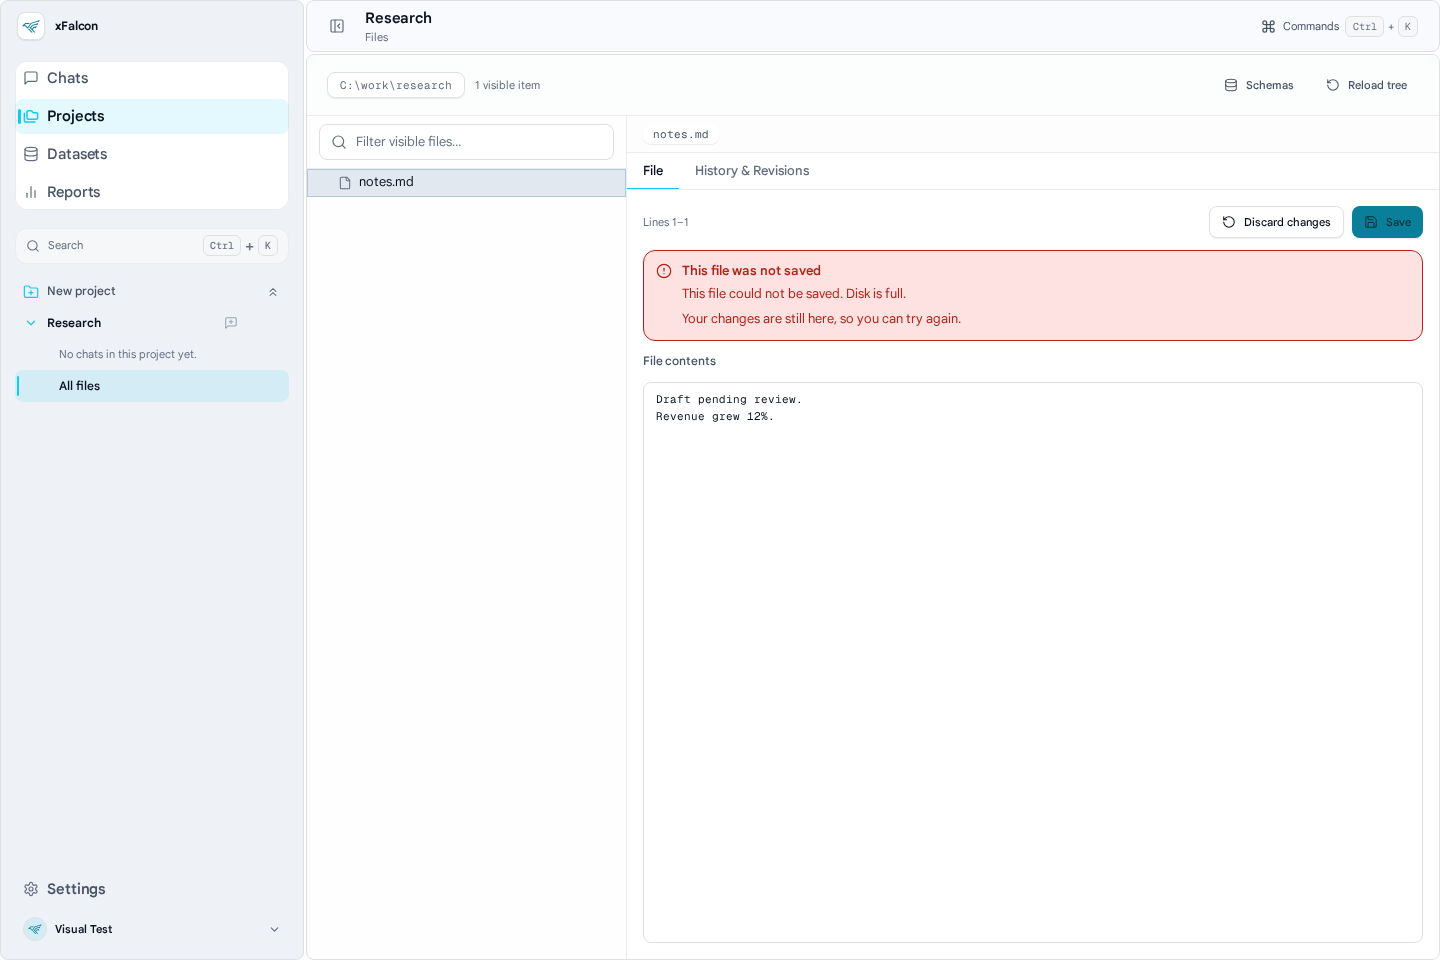 xFalcon
Chats
Projects
Datasets
Reports
Search Ctrl + K
New project
Research
No chats in this project yet.
All files
Settings
Visual Test
Research
Files
Commands Ctrl + K
C:\work\research 1 visible item
Schemas Reload tree
Filter visible files...
notes.md
notes.md
File History & Revisions
Lines 1–1
Discard changes Save
This file was not saved
This file could not be saved. Disk is full.
Your changes are still here, so you can try again.
File contents
Draft pending review.
Revenue grew 12%.